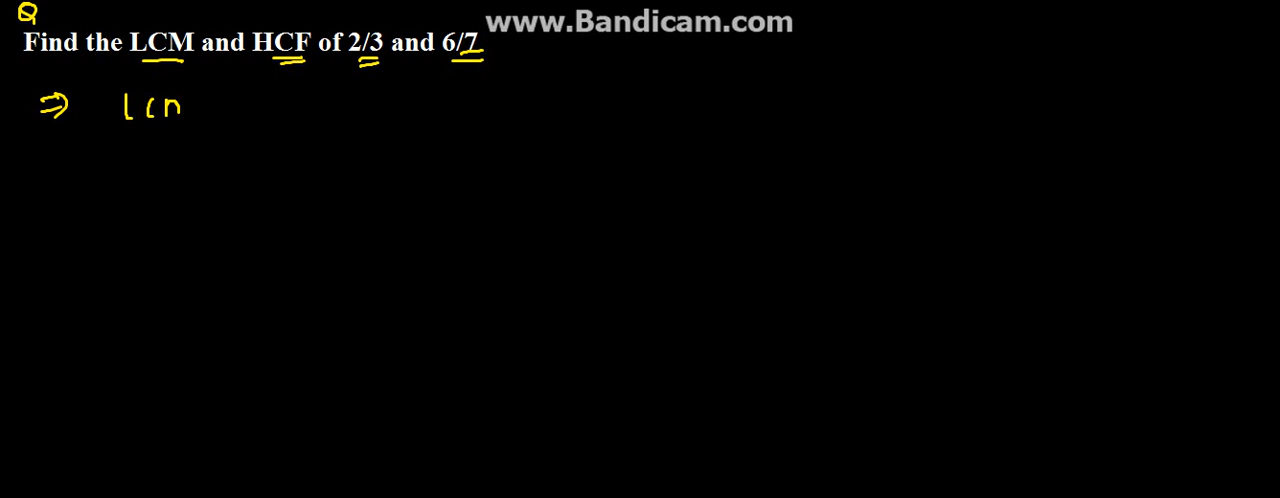 Q
www.Bandicam.com
Find the LCM and HCF of 2/3 and 6/7
⇒ Lcm